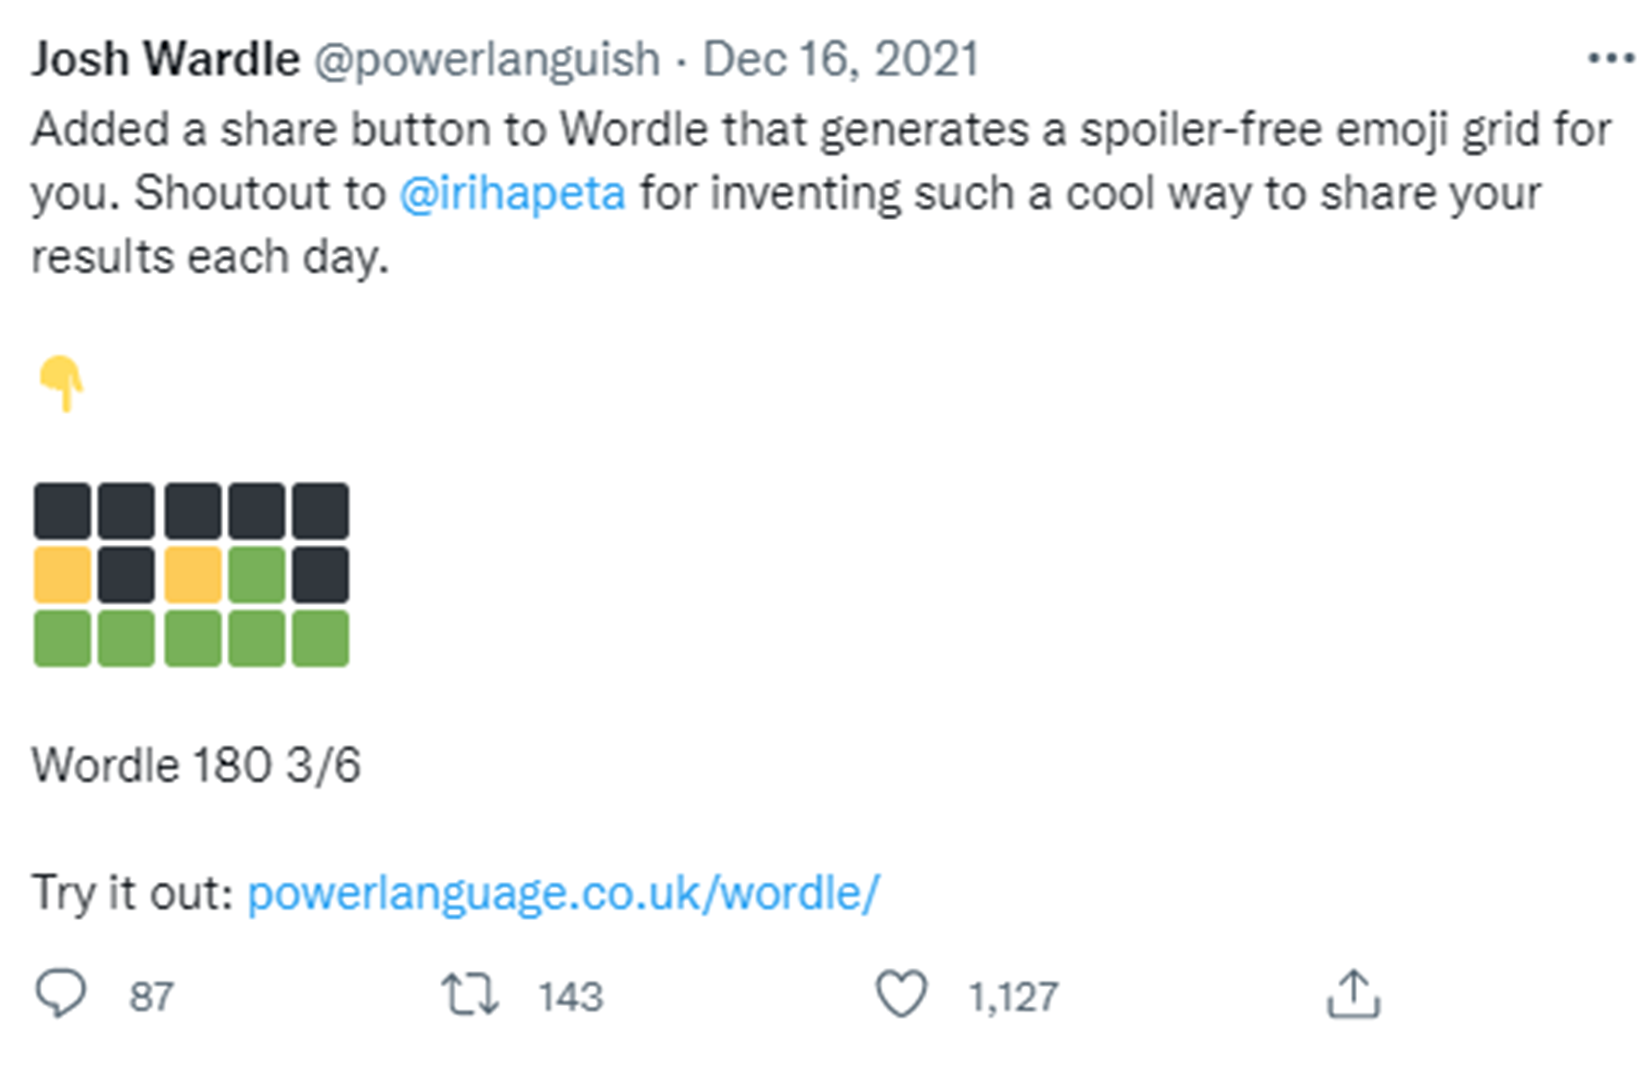 Josh Wardle @powerlanguish · Dec 16, 2021
Added a share button to Wordle that generates a spoiler-free emoji grid for
you. Shoutout to @irihapeta for inventing such a cool way to share your
results each day.
Wordle 180 3/6
Try it out: powerlanguage.co.uk/wordle/
87 143 1,127